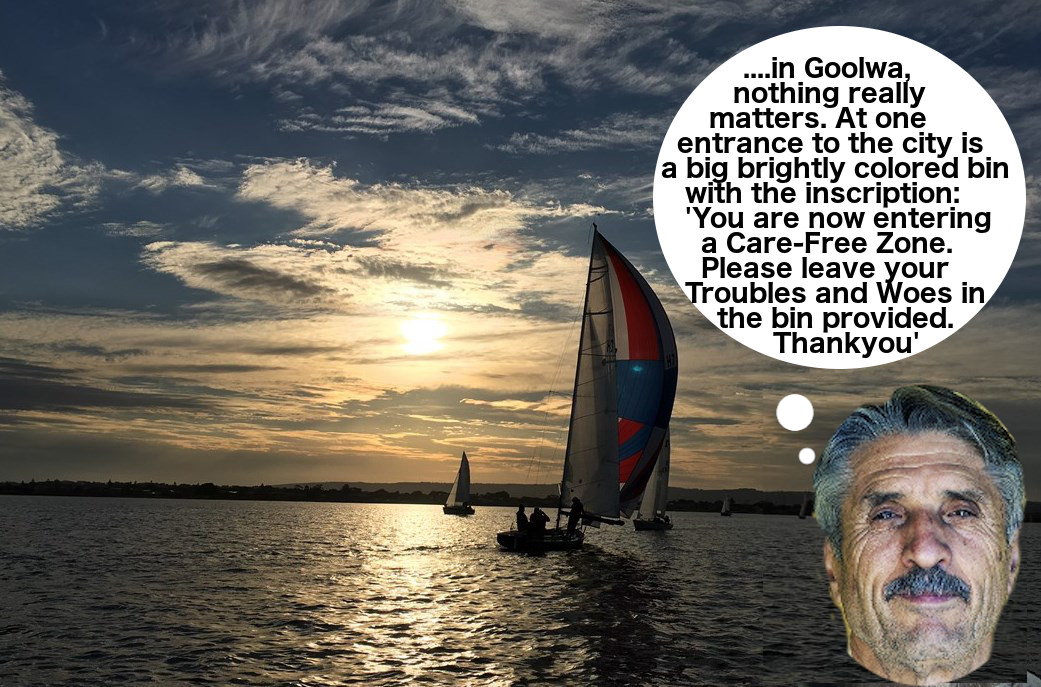 ....in Goolwa,
nothing really
matters. At one
entrance to the city is
a big brightly colored bin
with the inscription:
'You are now entering
a Care-Free Zone.
Please leave your
Troubles and Woes in
the bin provided.
Thankyou'